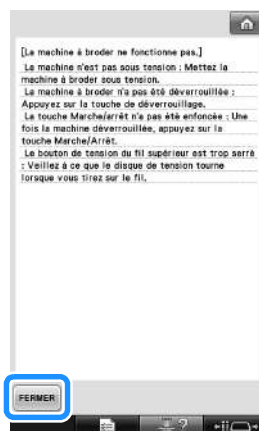 [La machine à broder ne fonctionne pas.]
La machine n'est pas sous tension : Mettez la
machine à broder sous tension.
La machine à broder n'a pas été déverrouillée :
Appuyez sur la touche de déverrouillage.
La touche Marche/arrêt n'a pas été enfoncée : Une
fois la machine déverrouillée, appuyez sur la
touche Marche/Arrêt.
Le bouton de tension du fil supérieur est trop serré
: Veillez à ce que le disque de tension tourne
lorsque vous tirez sur le fil.
FERMER
?